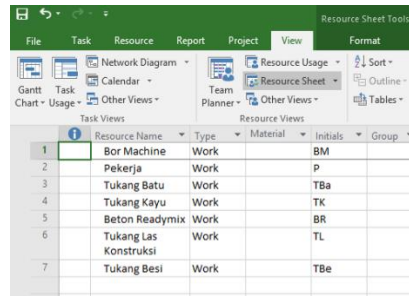 Resource Sheet Tools
File Task Resource Report Project View Format
Network Diagram
Calendar
Other Views
Gantt Chart
Task Usage
Team Planner
Resource Usage
Resource Sheet
Other Views
Sort
Outline
Tables
Task Views Resource Views
Resource Name Type Material Initials Group
1 Bor Machine Work BM
2 Pekerja Work P
3 Tukang Batu Work TBa
4 Tukang Kayu Work TK
5 Beton Readymix Work BR
6 Tukang Las Work TL
Konstruksi
7 Tukang Besi Work TBe